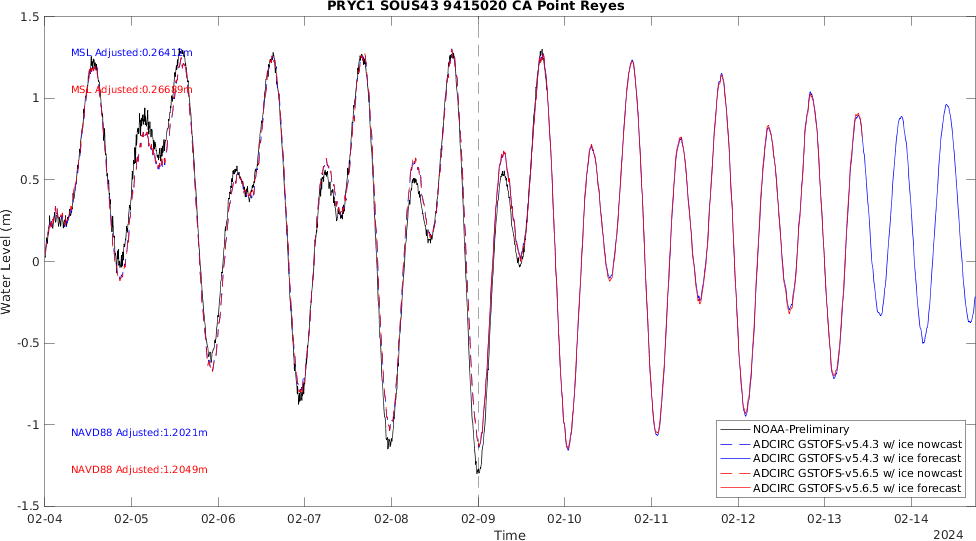 PRYC1 SOUS43 9415020 CA Point Reyes
1.5
MSL Adjusted:0.2641 m
1
MSL Adjusted:0.26689m
0.5
Water Level (m)
0
-0.5
-1
NAVD88 Adjusted:1.2021m
NAVD88 Adjusted:1.2049m
NOAA-Preliminary
ADCIRC GSTOFS-v5.4.3 w/ ice nowcast
ADCIRC GSTOFS-v5.4.3 w/ ice forecast
ADCIRC GSTOFS-v5.6.5 w/ ice nowcast
ADCIRC GSTOFS-v5.6.5 w/ ice forecast
-1.5
02-04 02-05 02-06 02-07 02-08 02-09 02-10 02-11 02-12 02-13 02-14
Time
2024